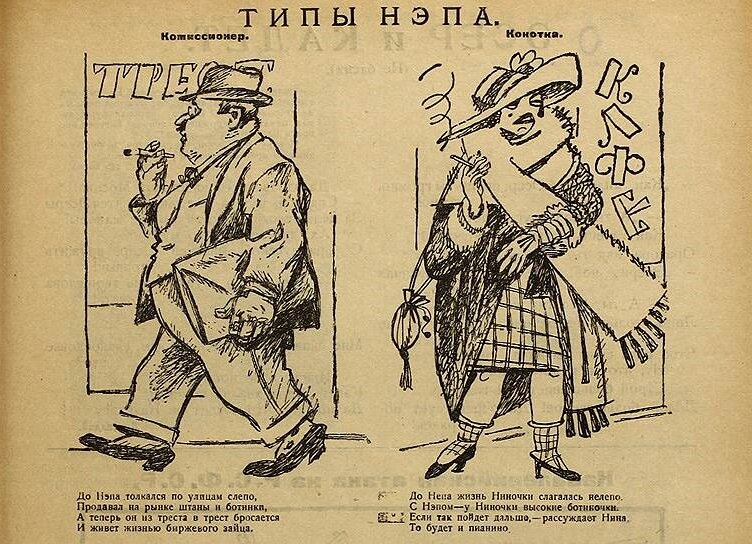 ТИПЫ НЭПА.
Комиссионер.
Кокотка.
ТРЕСТ
КАФЕ
До Нэпа толкался по улицам слепо,
Продавал на рынке штаны и ботинки,
А теперь он из треста в трест бросается
И живет жизнью биржевого зайца.
До Непа жизнь Ниночки слагалась нелепо.
С Нэпом—у Ниночки высокие ботикочки.
Если так пойдет дальше,—рассуждает Нина,
То будет и пианино.